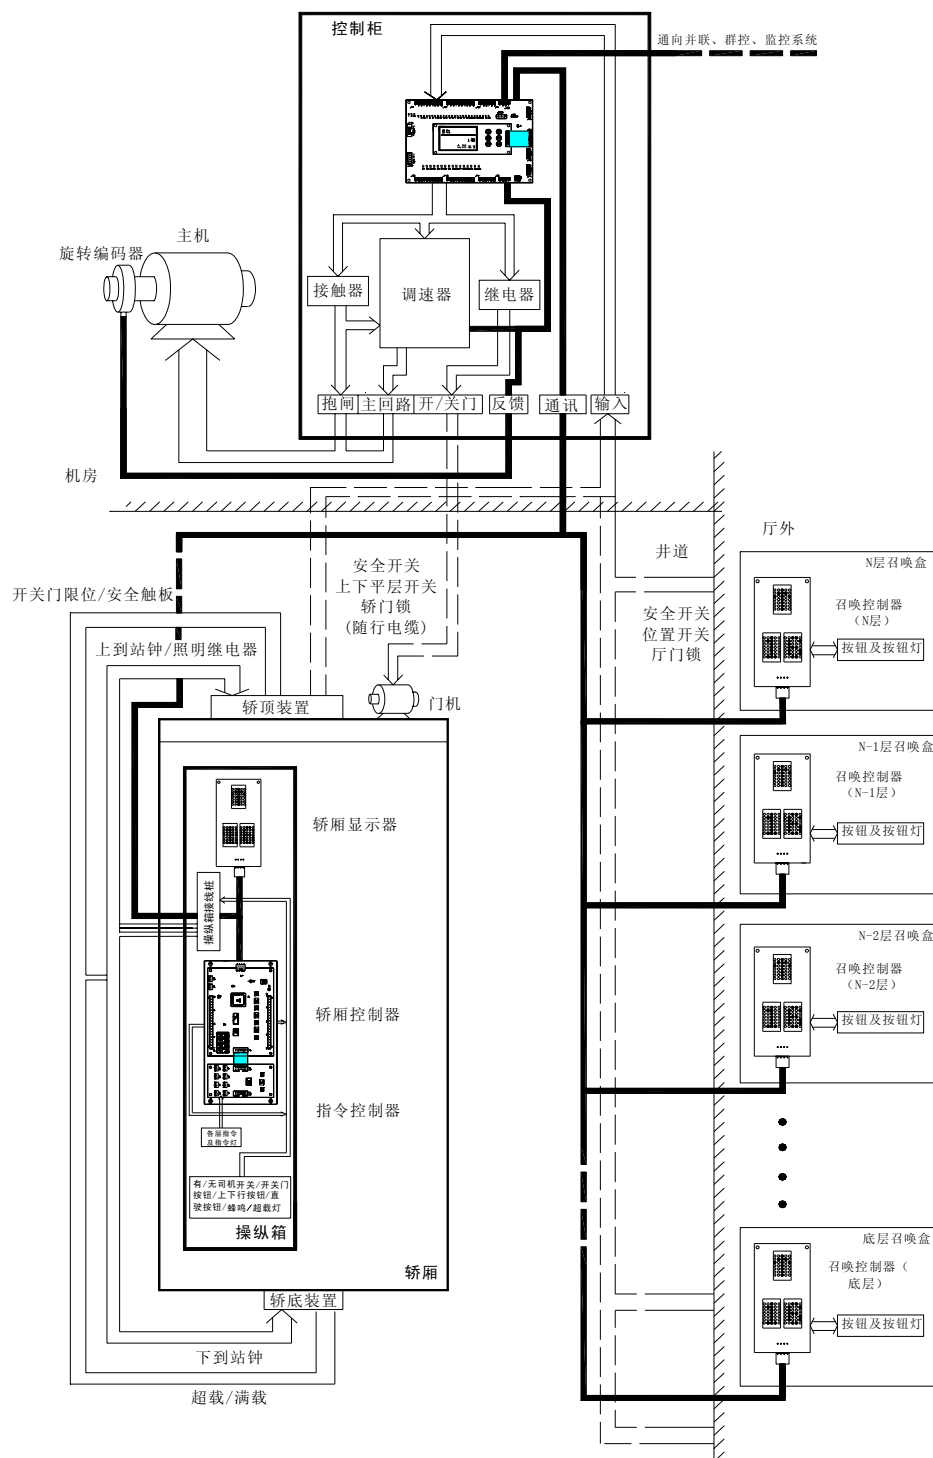 控制柜
通向并联、群控、监控系统
主机
旋转编码器
接触器
调速器
继电器
抱闸
主回路
开/关门
反馈
通讯
输入
机房
厅外
井道
N层召唤盒
安全开关
上下平层开关
轿门锁
(随行电缆)
开关门限位/安全触板
召唤控制器
(N层)
安全开关
位置开关
厅门锁
上到站钟/照明继电器
按钮及按钮灯
轿顶装置
门机
N-1层召唤盒
召唤控制器
(N-1层)
轿厢显示器
按钮及按钮灯
操纵箱接线桩
N-2层召唤盒
召唤控制器
(N-2层)
轿厢控制器
按钮及按钮灯
指令控制器
各层指令
及指令灯
有/无司机开关/开关门
按钮/上下行按钮/直
驶按钮/蜂鸣/超载灯
操纵箱
底层召唤盒
轿厢
召唤控制器(
底层)
轿底装置
按钮及按钮灯
下到站钟
超载/满载